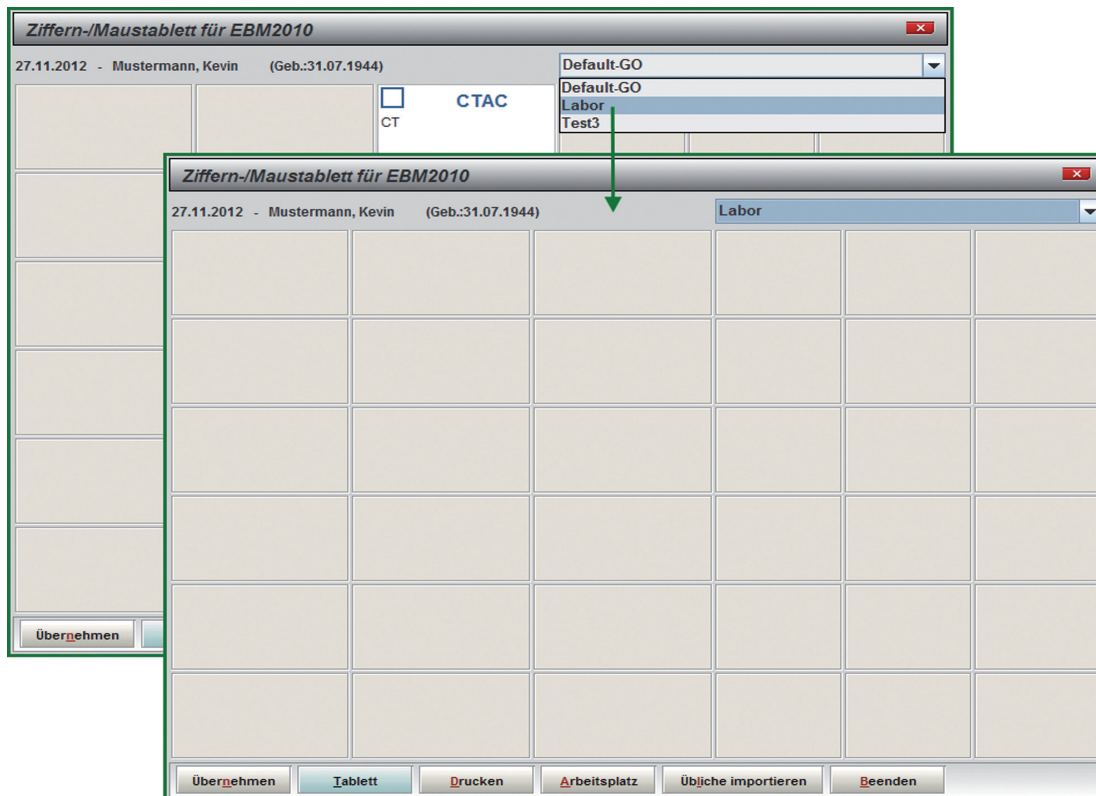 Ziffern-/Maustablett für EBM2010
27.11.2012 - Mustermann, Kevin (Geb.:31.07.1944) Default-GO
Default-GO
Labor
Test3
CTAC
CT
Übernehmen
Ziffern-/Maustablett für EBM2010
27.11.2012 - Mustermann, Kevin (Geb.:31.07.1944) Labor
Übernehmen Tablett Drucken Arbeitsplatz Übliche importieren Beenden